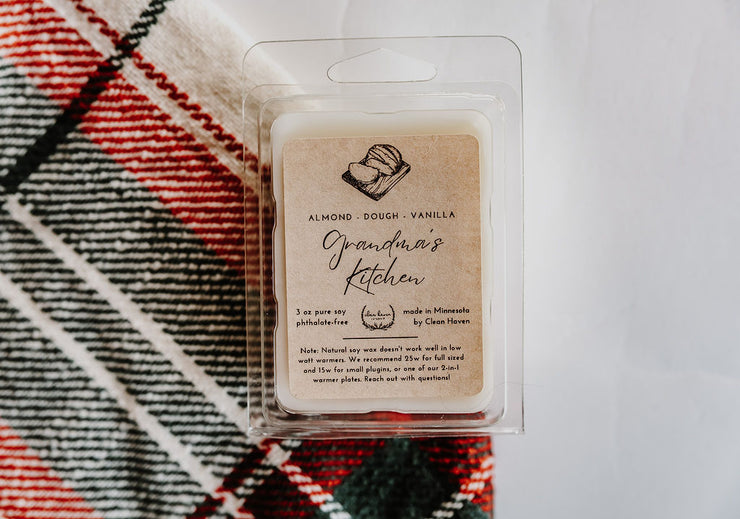 ALMOND - DOUGH - VANILLA
Grandma's
Kitchen
3 oz pure soy
phthalate-free
clean haven
made in Minnesota
by Clean Haven
Note: Natural soy wax doesn't work well in low
watt warmers. We recommend 25w for full sized
and 15w for small plugins, or one of our 2-in-1
warmer plates. Reach out with questions!